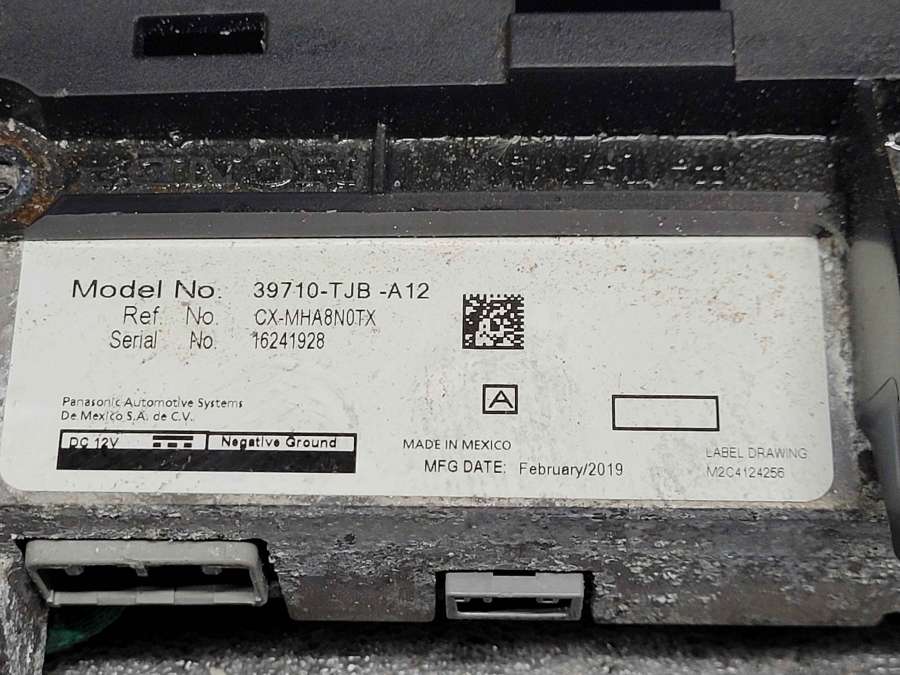 Model No. 39710-TJB -A12
Ref. No. CX-MHA8N0TX
Serial No. 16241928
Panasonic Automotive Systems
De Mexico S.A. de C.V.
A
DC 12V Negative Ground
MADE IN MEXICO
MFG DATE: February/2019
LABEL DRAWING
M2C4124256